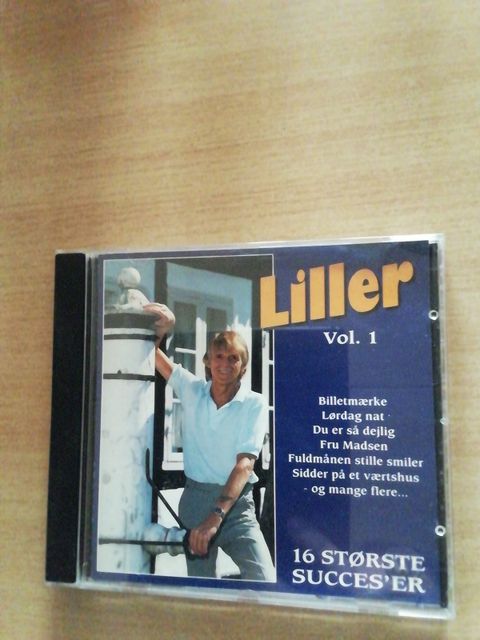 Liller
Vol. 1
Billetmærke
Lørdag nat
Du er så dejlig
Fru Madsen
Fuldmånen stille smiler
Sidder på et værtshus
- og mange flere...
16 STØRSTE
SUCCES'ER